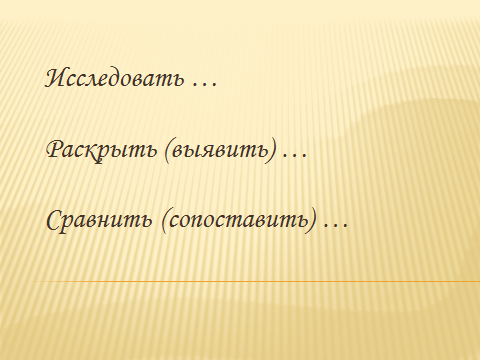 Исследовать …
Раскрыть (выявить) …
Сравнить (сопоставить) …